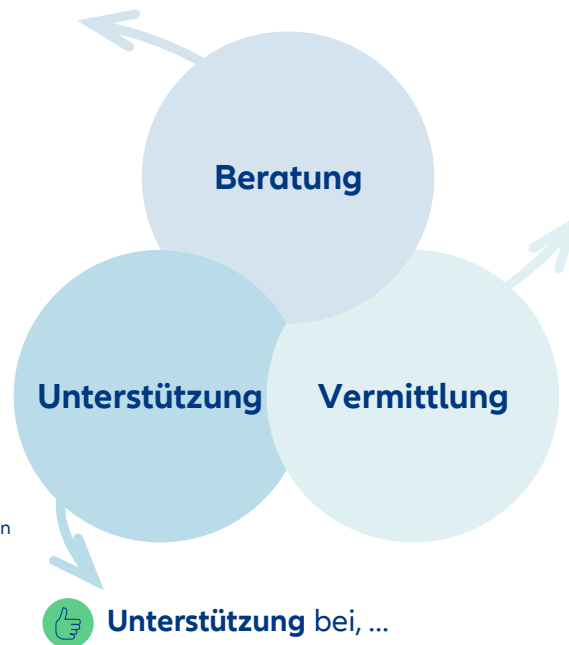 Beratung
Unterstützung
Vermittlung
n
Unterstützung bei, ...